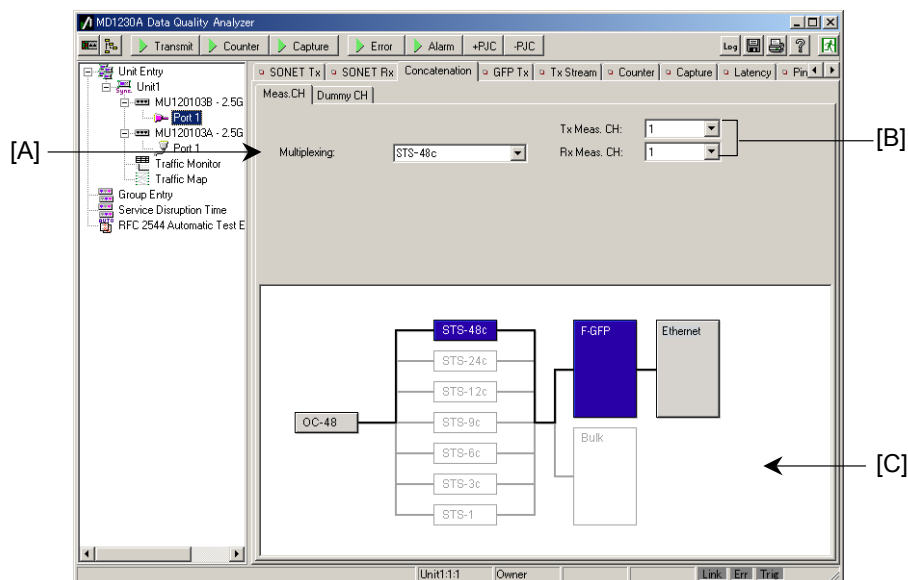 MD1230A Data Quality Analyzer
Transmit Counter Capture Error Alarm +PJC -PJC Log ?
Unit Entry
Unit1
Sync.
MU120103B - 2.5G
Port 1
MU120103A - 2.5G
Port 1
Traffic Monitor
Traffic Map
Group Entry
Service Disruption Time
AUTO
RFC 2544 Automatic Test E
SONET Tx SONET Rx Concatenation GFP Tx Tx Stream Counter Capture Latency Pin
Meas.CH Dummy CH
Tx Meas. CH: 1
Multiplexing: STS-48c Rx Meas. CH: 1
[A]
[B]
STS-48c
STS-24c
STS-12c
STS-9c
STS-6c
STS-3c
STS-1
OC-48
F-GFP
Ethernet
Bulk
[C]
Unit1:1:1 Owner Link Err Trig